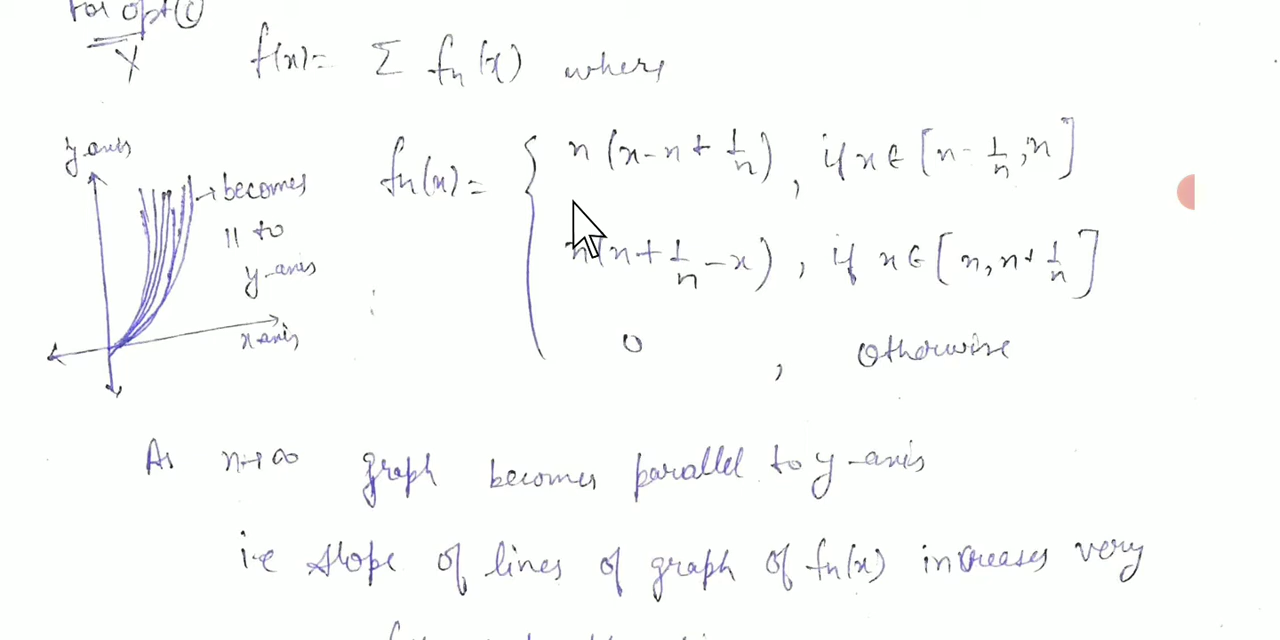 For opt (c)
f(x) = Σ fn(x) where
y-axis
becomes
|| to
y-axis
x axis
fn(x) = { n(x-n+1/n), if x∈[n-1/n, n]
n(n+1/n-x), if x∈[n, n+1/n]
0, otherwise
As n→∞ graph becomes parallel to y-axis
i.e slope of lines of graph of fn(x) increases very